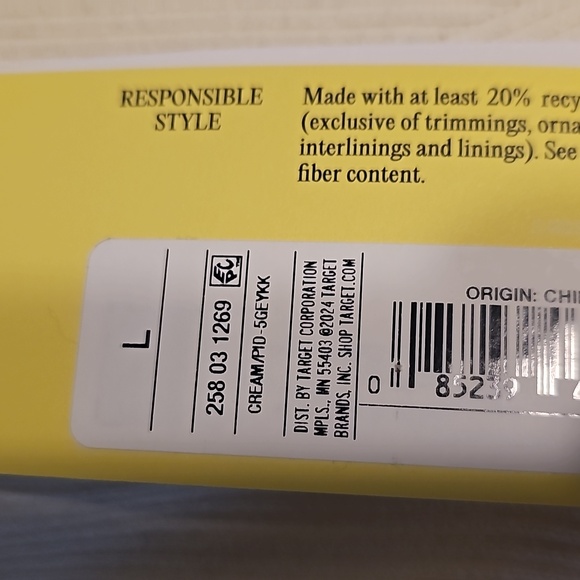 RESPONSIBLE
STYLE
Made with at least 20% recy
(exclusive of trimmings, orna
interlinings and linings). See
fiber content.
L
258 03 1269
CREAM/PID-5GEYKK
DIST. BY TARGET CORPORATION
MPLS., MN 55403 ©2024 TARGET
BRANDS, INC. SHOP TARGET.COM
ORIGIN: CHI
0